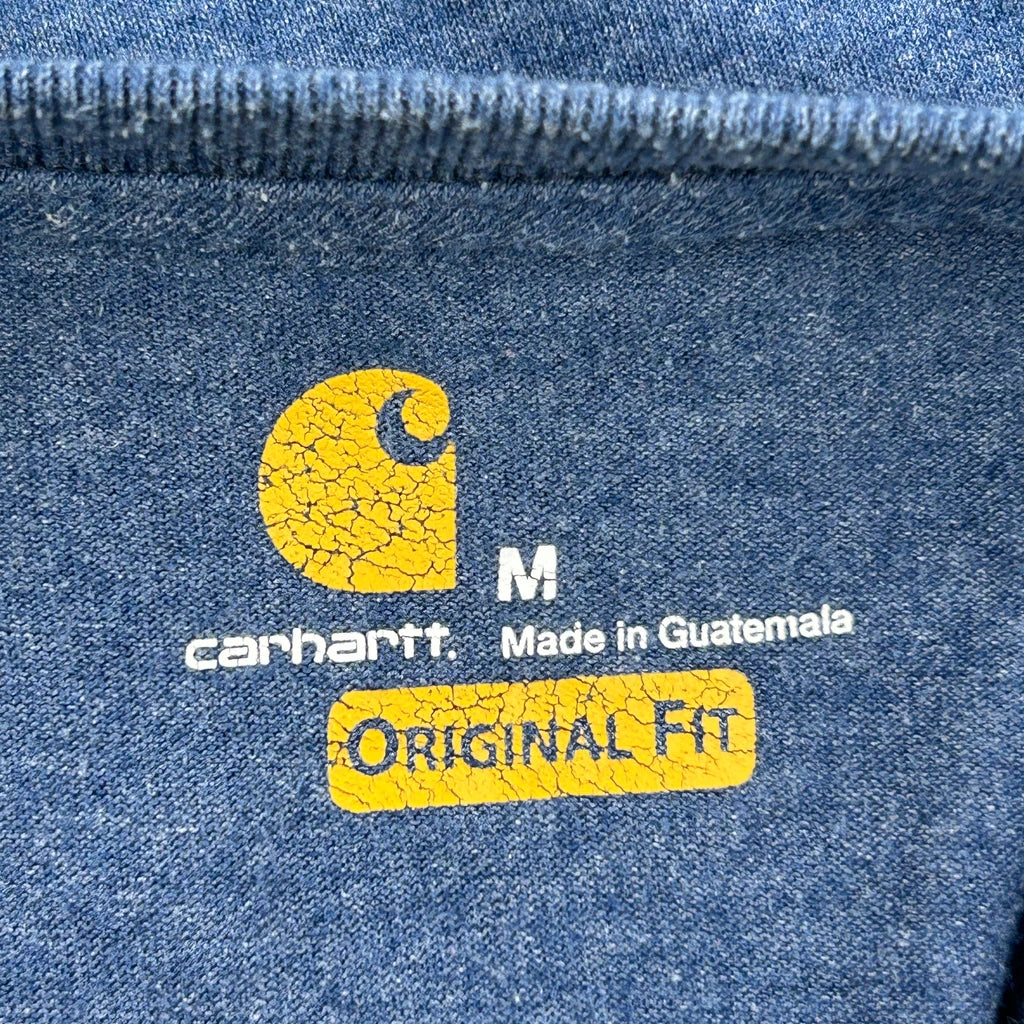 M
carhartt. Made in Guatemala
ORIGINAL FIT